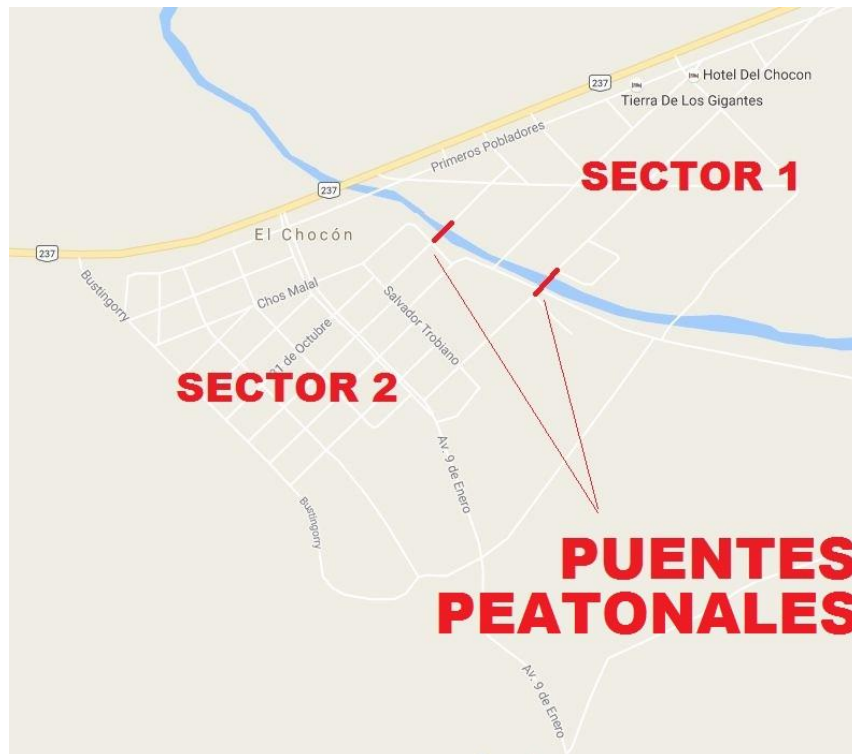 237
Hotel Del Chocon
Tierra De Los Gigantes
Primeros Pobladores
SECTOR 1
237
237
El Chocón
Bustingorry
Chos Malal
Salvador Trobiano
31 de Octubre
SECTOR 2
Av. 9 de Enero
Bustingorry
PUENTES
PEATONALES
Av. 9 de Enero